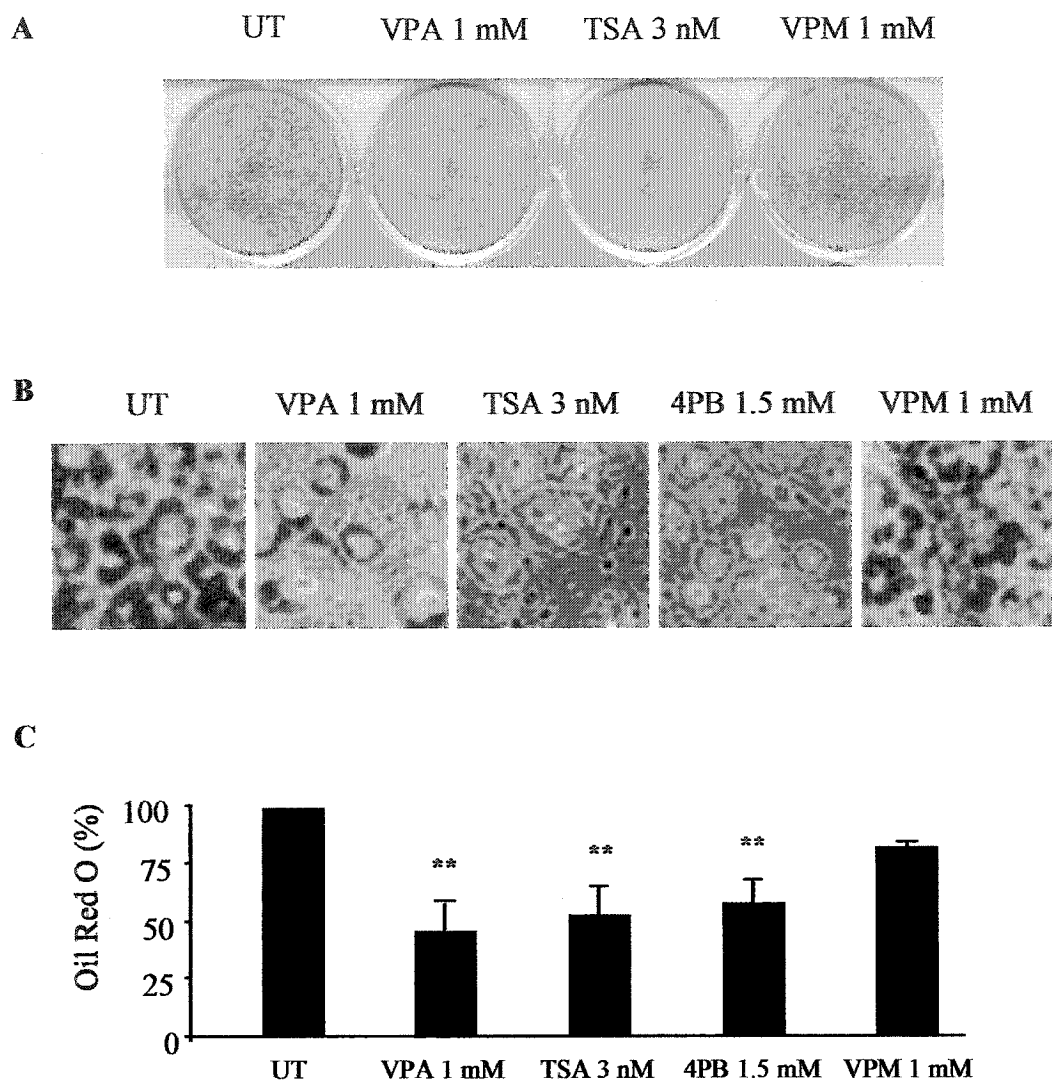 A UT VPA 1 mM TSA 3 nM VPM 1 mM
B UT VPA 1 mM TSA 3 nM 4PB 1.5 mM VPM 1 mM
C
Oil Red O (%)
100
** ** **
75
50
25
0
UT VPA 1 mM TSA 3 nM 4PB 1.5 mM VPM 1 mM